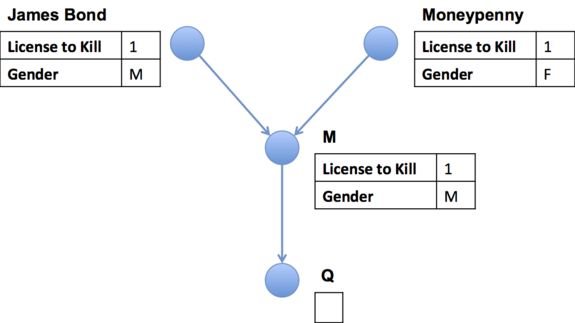 James Bond
License to Kill 1
Gender M
Moneypenny
License to Kill 1
Gender F
M
License to Kill 1
Gender M
Q